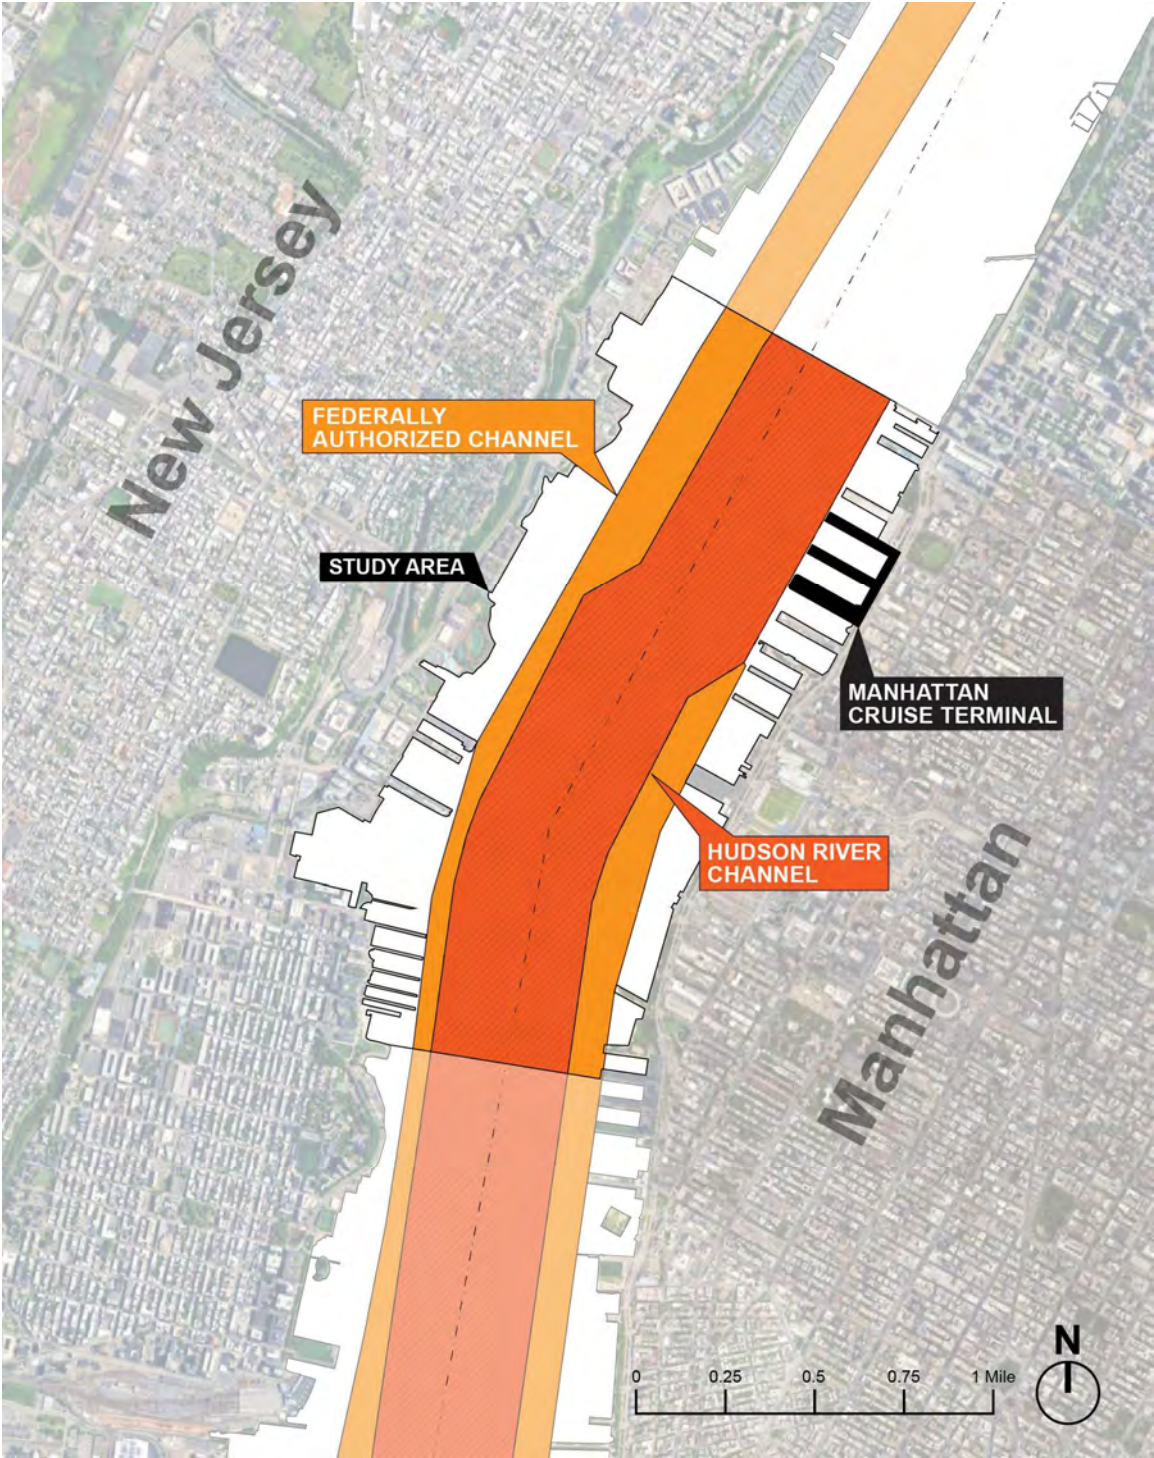 New Jersey
FEDERALLY
AUTHORIZED CHANNEL
STUDY AREA
MANHATTAN
CRUISE TERMINAL
HUDSON RIVER
CHANNEL
Manhattan
N
0 0.25 0.5 0.75 1 Mile